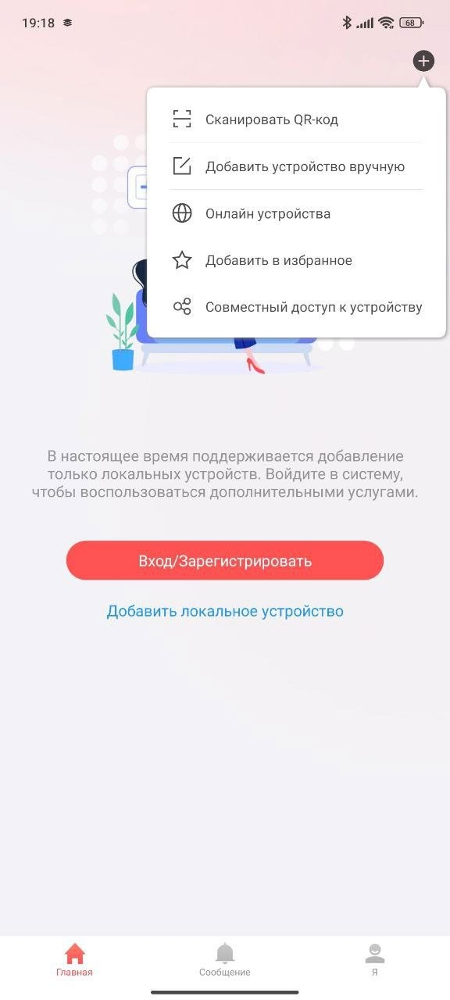 19:18
68
Сканировать QR-код
Добавить устройство вручную
Онлайн устройства
Добавить в избранное
Совместный доступ к устройству
В настоящее время поддерживается добавление
только локальных устройств. Войдите в систему,
чтобы воспользоваться дополнительными услугами.
Вход/Зарегистрировать
Добавить локальное устройство
Главная
Сообщение
Я